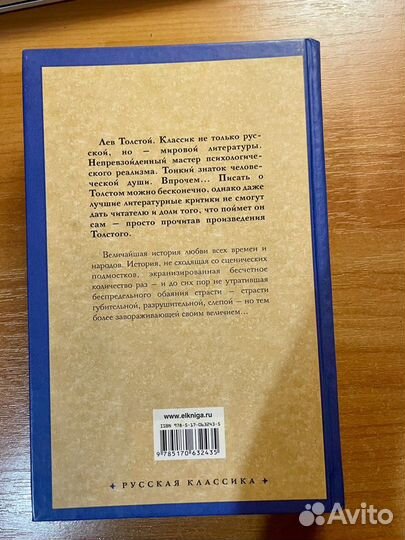 Лев Толстой. Классик не только рус-
ской, но — мировой литературы.
Непревзойденный мастер психологиче-
ского реализма. Тонкий знаток челове-
ческой души. Впрочем... Писать о
Толстом можно бесконечно, однако даже
лучшие литературные критики не смогут
дать читателю и доли того, что поймет он
сам — просто прочитав произведения
Толстого.
Величайшая история любви всех времен и
народов. История, не сходящая со сценических
подмостков, экранизированная бесчетное
количество раз — и до сих пор не утратившая
беспредельного обаяния страсти — страсти
губительной, разрушительной, слепой — но тем
более завораживающей своим величием...
www.elkniga.ru
ISBN 978-5-17-063243-5
9 785170 632435
РУССКАЯ КЛАССИКА
Avito